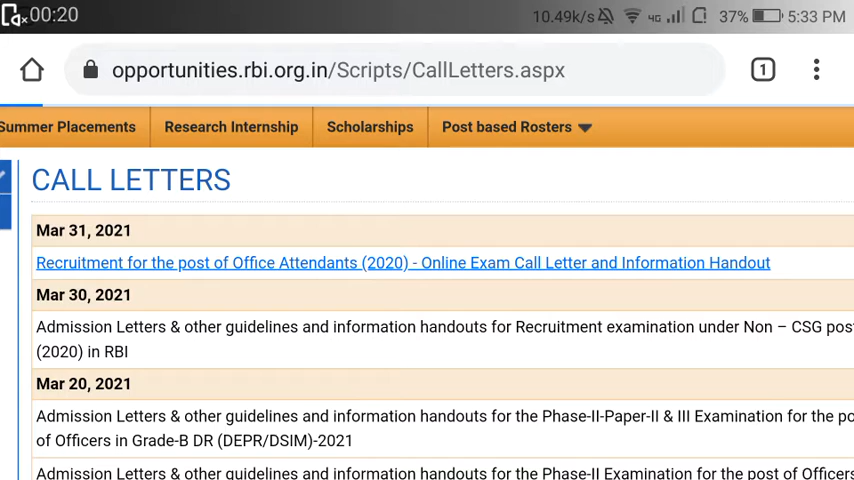 00:20 10.49k/s 4G 37% 5:33 PM
opportunities.rbi.org.in/Scripts/CallLetters.aspx 1
Summer Placements Research Internship Scholarships Post based Rosters
CALL LETTERS
Mar 31, 2021
Recruitment for the post of Office Attendants (2020) - Online Exam Call Letter and Information Handout
Mar 30, 2021
Admission Letters & other guidelines and information handouts for Recruitment examination under Non – CSG pos
(2020) in RBI
Mar 20, 2021
Admission Letters & other guidelines and information handouts for the Phase-II-Paper-II & III Examination for the po
of Officers in Grade-B DR (DEPR/DSIM)-2021
Admission Letters & other guidelines and information handouts for the Phase-II Examination for the post of Officers